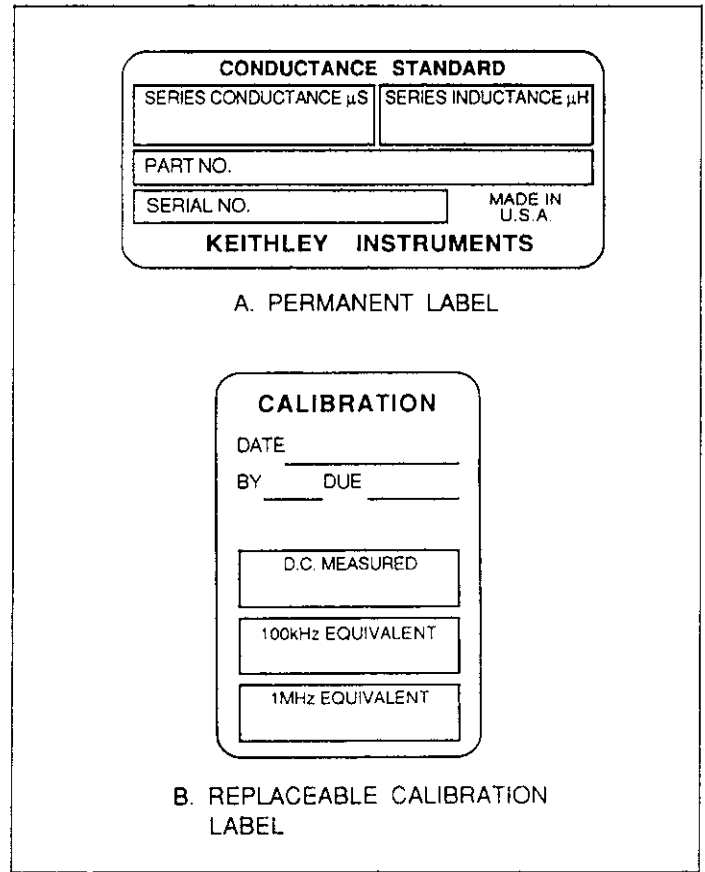 CONDUCTANCE STANDARD
SERIES CONDUCTANCE µS SERIES INDUCTANCE µH
PART NO.
SERIAL NO. MADE IN
U.S.A.
KEITHLEY INSTRUMENTS
A. PERMANENT LABEL
CALIBRATION
DATE
BY DUE
D.C. MEASURED
100kHz EQUIVALENT
1MHz EQUIVALENT
B. REPLACEABLE CALIBRATION
LABEL